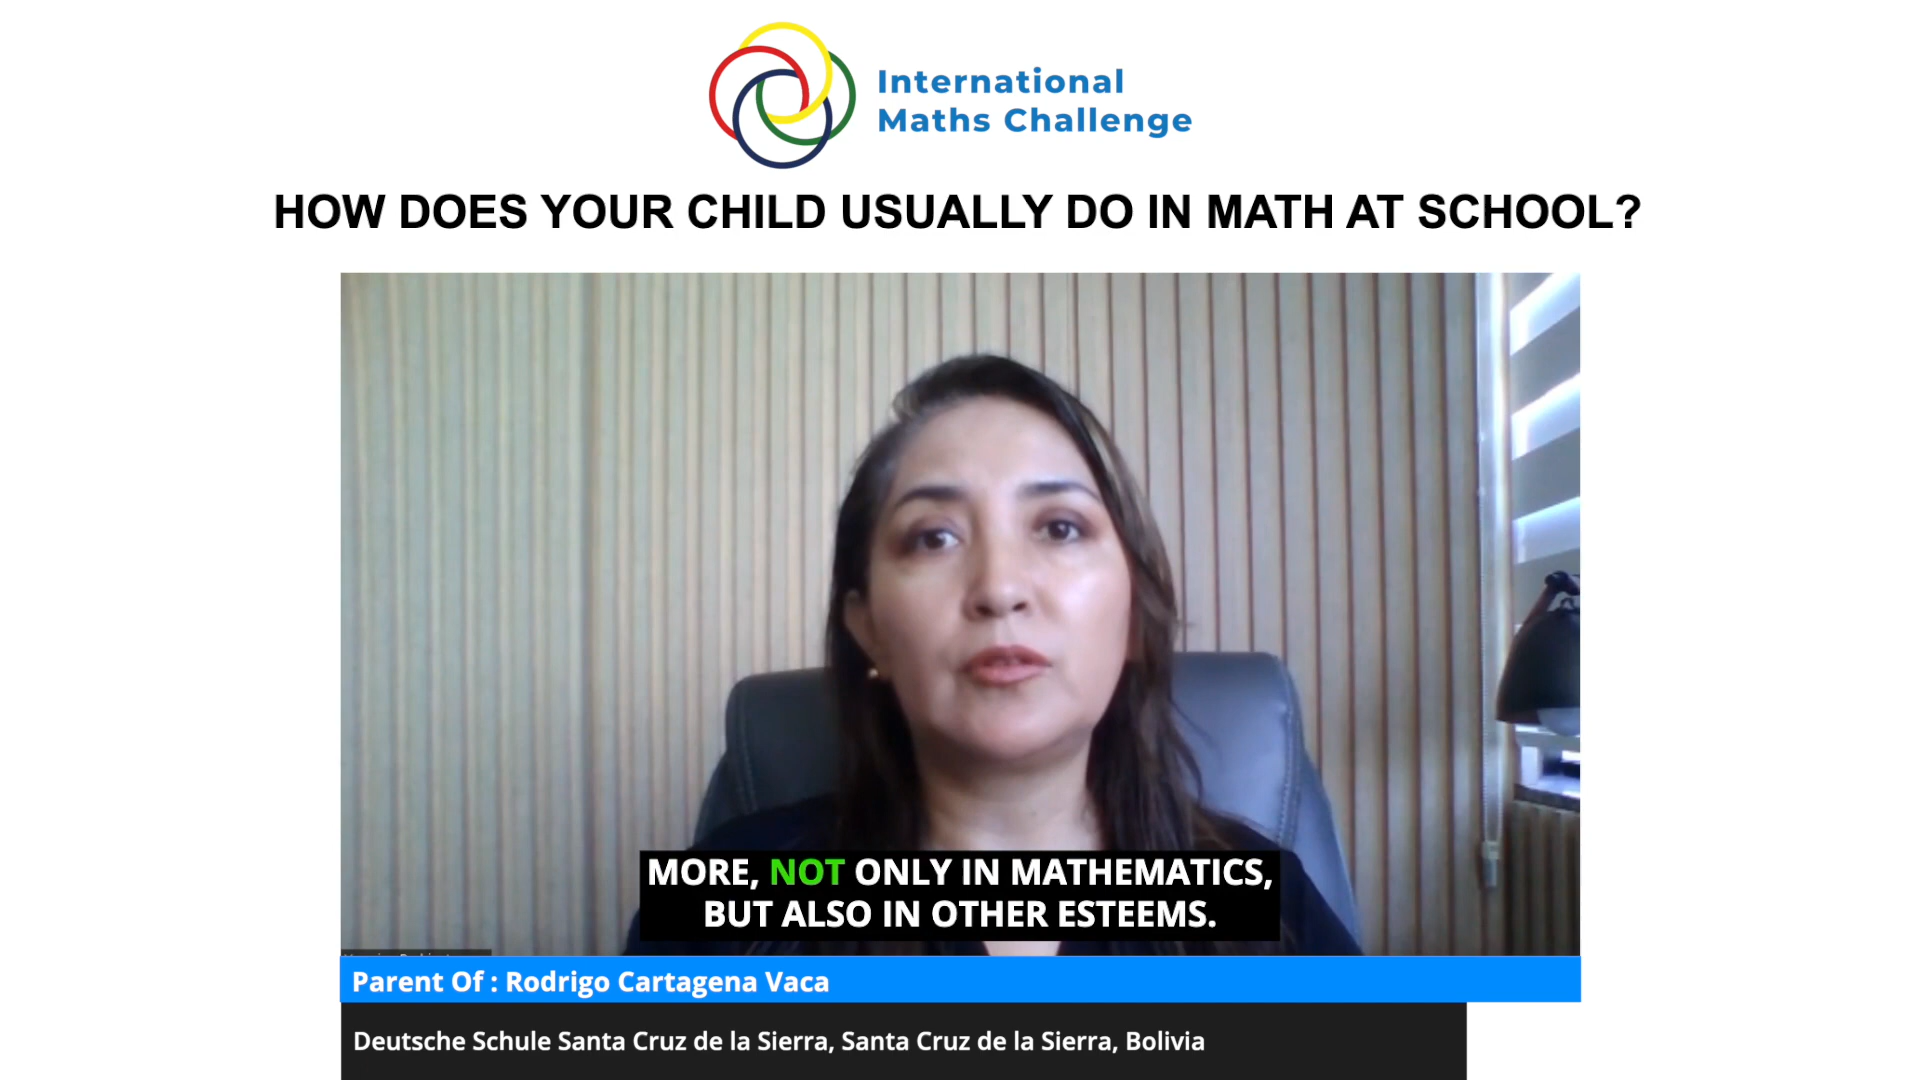 International
Maths Challenge
HOW DOES YOUR CHILD USUALLY DO IN MATH AT SCHOOL?
MORE, NOT ONLY IN MATHEMATICS,
BUT ALSO IN OTHER ESTEEMS.
Parent Of : Rodrigo Cartagena Vaca
Deutsche Schule Santa Cruz de la Sierra, Santa Cruz de la Sierra, Bolivia